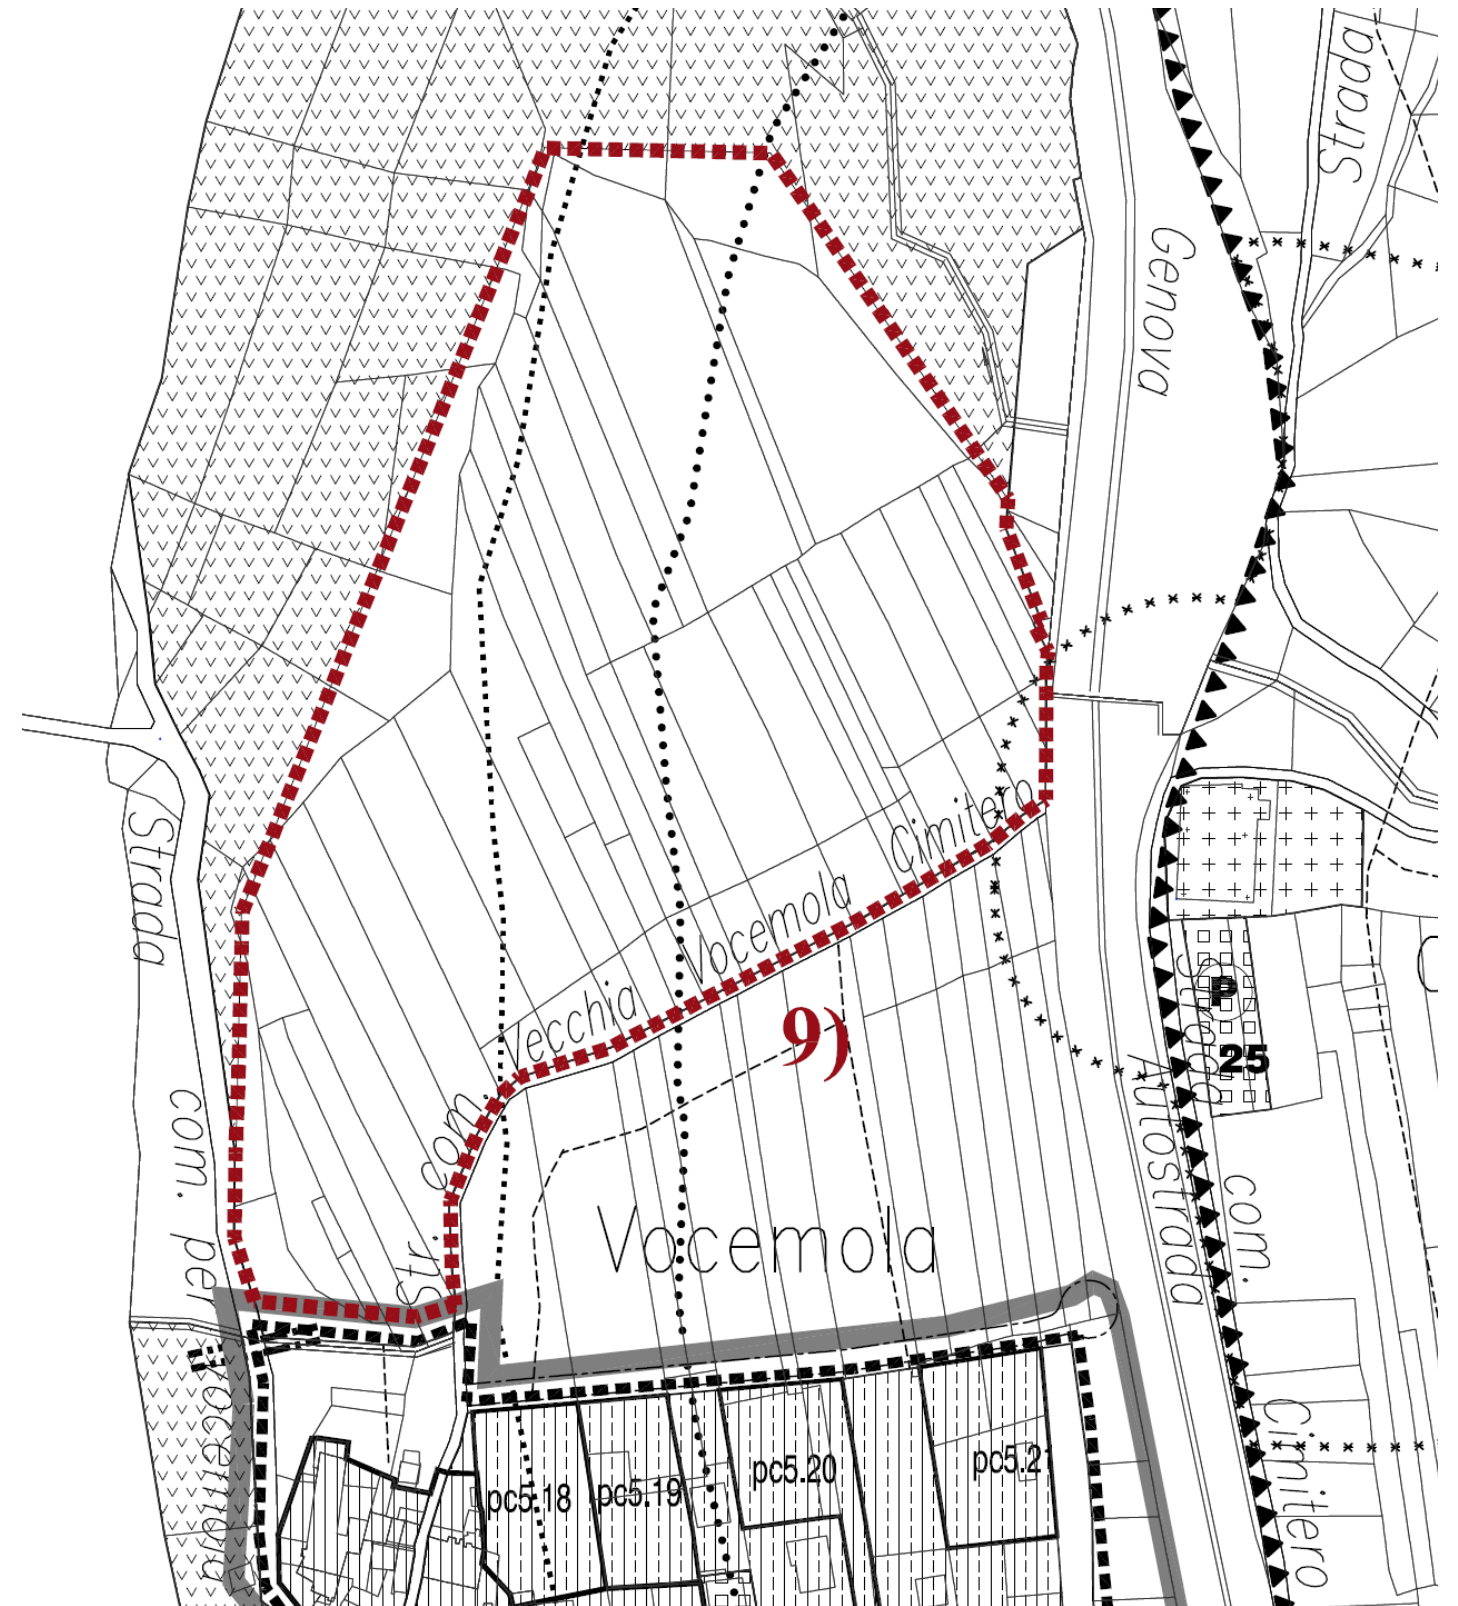 Strada
Genova
Strada
com. per
Vocemola
Str. com. Vecchia Vocemola Cimitero
9)
Vocemola
Strada
com.
Cimitero
Autostrada
25
pc5.18
pc5.19
pc5.20
pc5.21